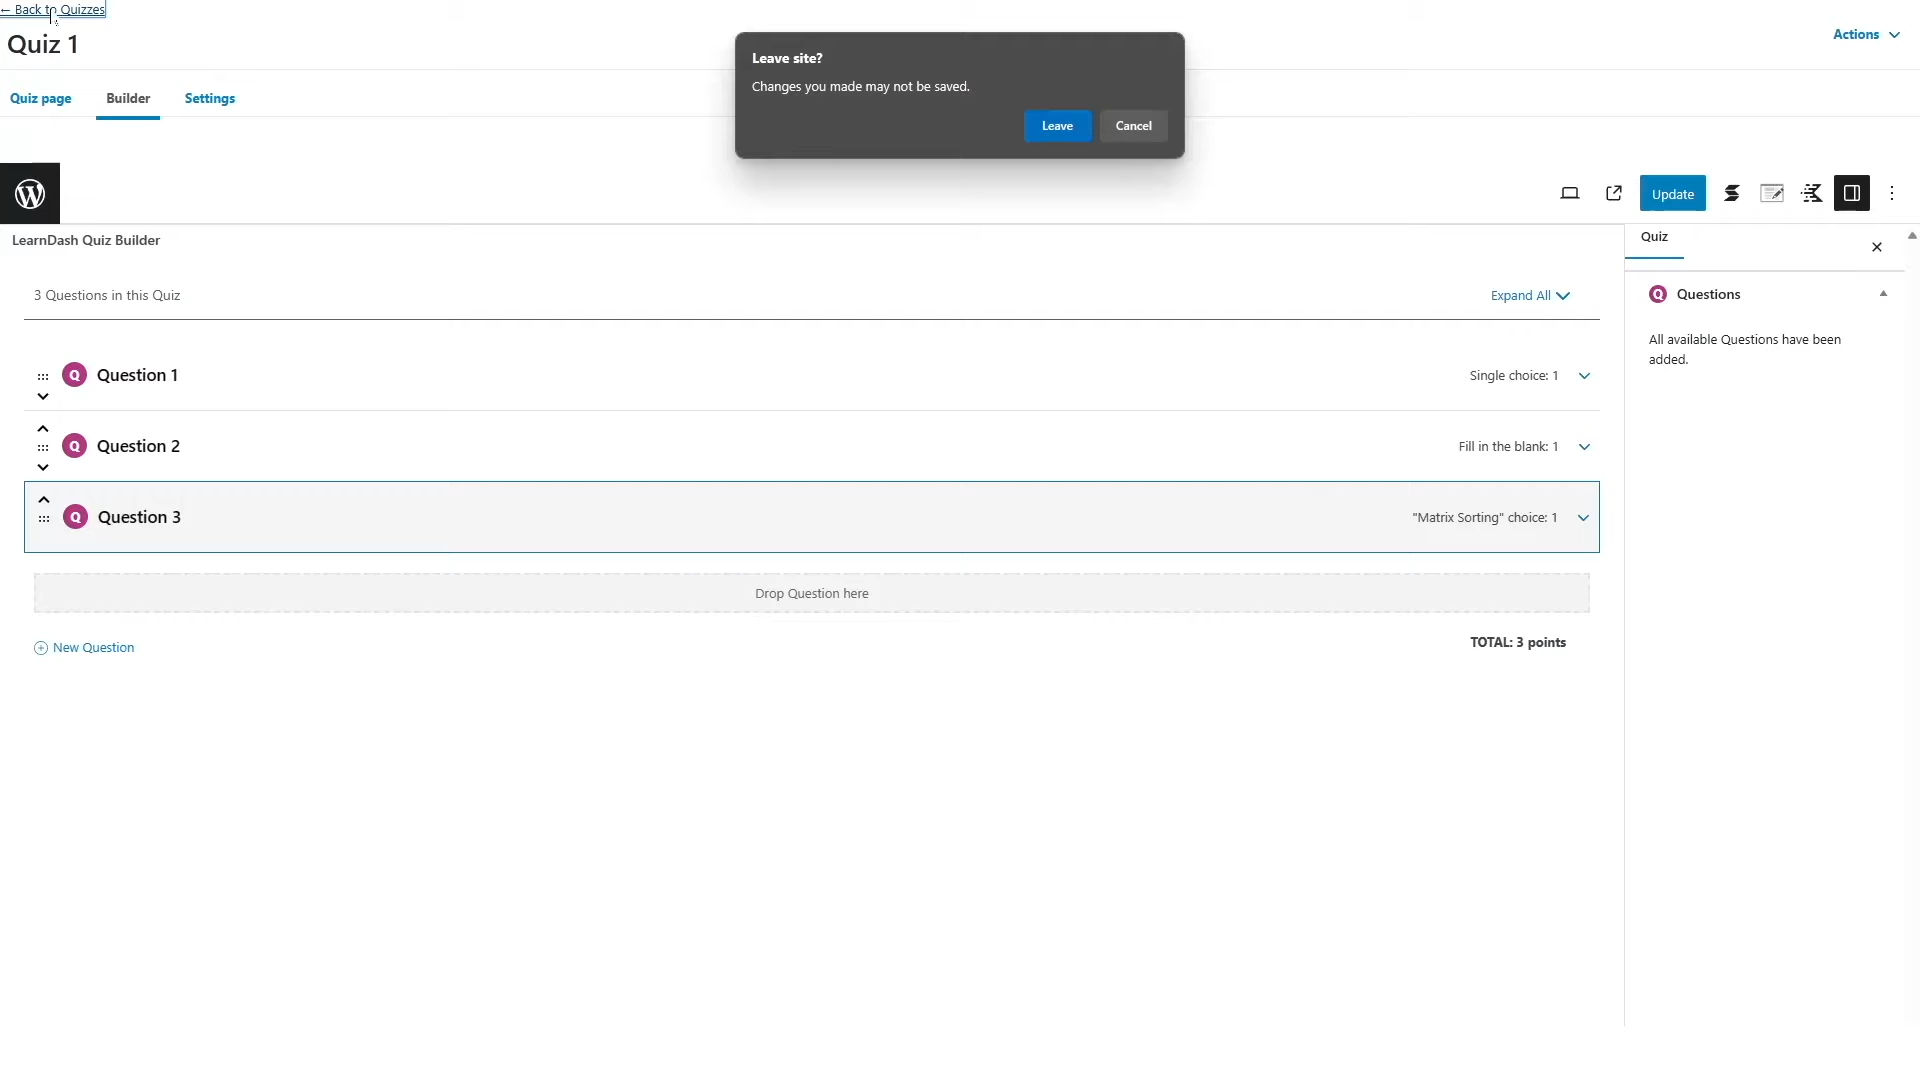 ← Back to Quizzes
Quiz 1
Actions
Quiz page
Builder
Settings
Leave site?
Changes you made may not be saved.
Leave
Cancel
Update
LearnDash Quiz Builder
Quiz
3 Questions in this Quiz
Expand All
Questions
All available Questions have been
added.
Q Question 1
Single choice: 1
Q Question 2
Fill in the blank: 1
Q Question 3
"Matrix Sorting" choice: 1
Drop Question here
New Question
TOTAL: 3 points